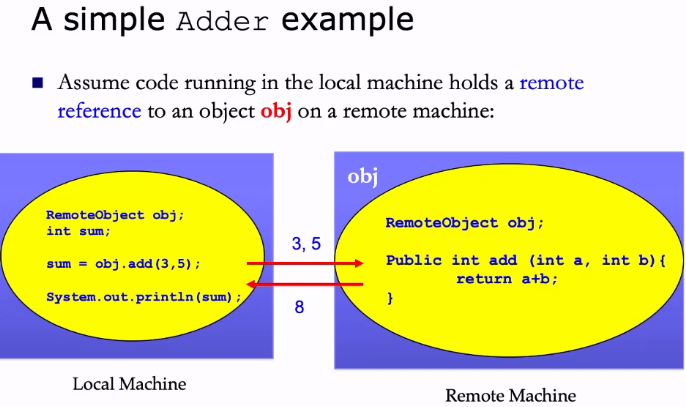 A simple Adder example
Assume code running in the local machine holds a remote
reference to an object obj on a remote machine:
RemoteObject obj;
int sum;
sum = obj.add(3,5);
System.out.println(sum);
3, 5
8
obj
RemoteObject obj;
Public int add (int a, int b){
return a+b;
}
Local Machine
Remote Machine